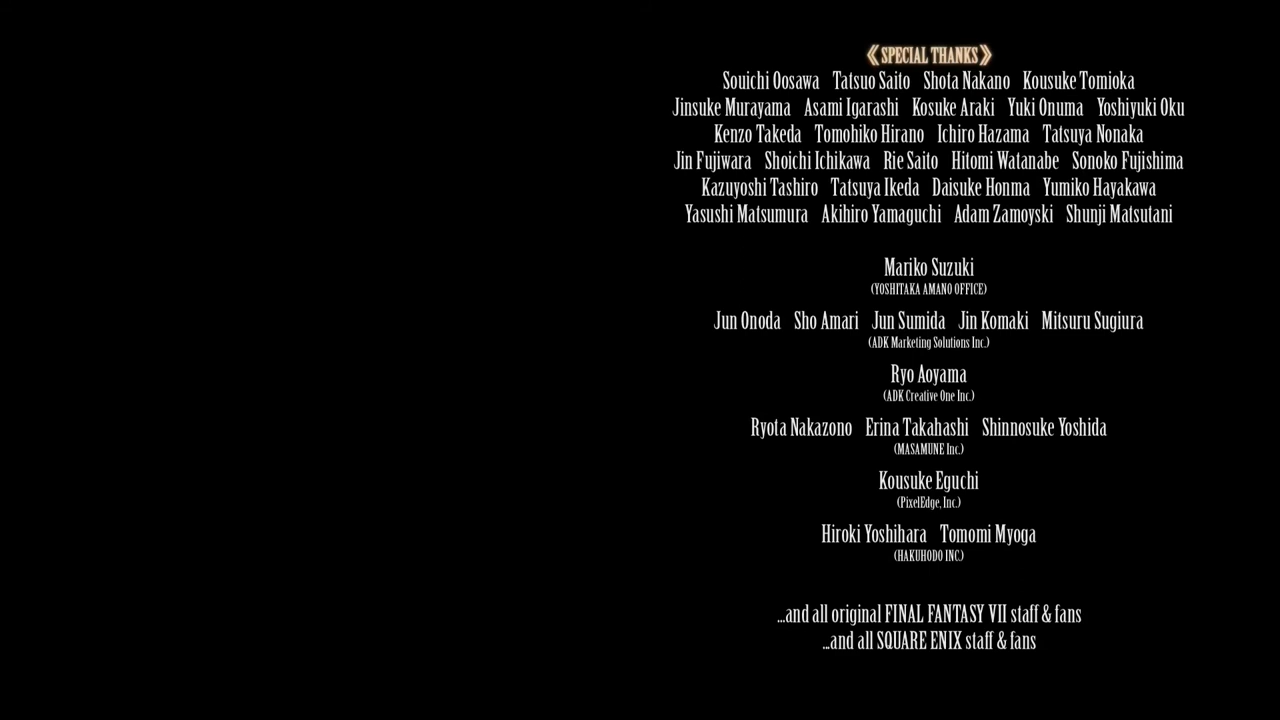 《SPECIAL THANKS》
Souichi Oosawa Tatsuo Saito Shota Nakano Kousuke Tomioka
Jinsuke Murayama Asami Igarashi Kosuke Araki Yuki Onuma Yoshiyuki Oku
Kenzo Takeda Tomohiko Hirano Ichiro Hazama Tatsuya Nonaka
Jin Fujiwara Shoichi Ichikawa Rie Saito Hitomi Watanabe Sonoko Fujishima
Kazuyoshi Tashiro Tatsuya Ikeda Daisuke Honma Yumiko Hayakawa
Yasushi Matsumura Akihiro Yamaguchi Adam Zamoyski Shunji Matsutani
Mariko Suzuki
(YOSHITAKA AMANO OFFICE)
Jun Onoda Sho Amari Jun Sumida Jin Komaki Mitsuru Sugiura
(ADK Marketing Solutions Inc.)
Ryo Aoyama
(ADK Creative One Inc.)
Ryota Nakazono Erina Takahashi Shinnosuke Yoshida
(MASAMUNE Inc.)
Kousuke Eguchi
(PixelEdge, Inc.)
Hiroki Yoshihara Tomomi Myoga
(HAKUHODO INC.)
...and all original FINAL FANTASY VII staff & fans
...and all SQUARE ENIX staff & fans